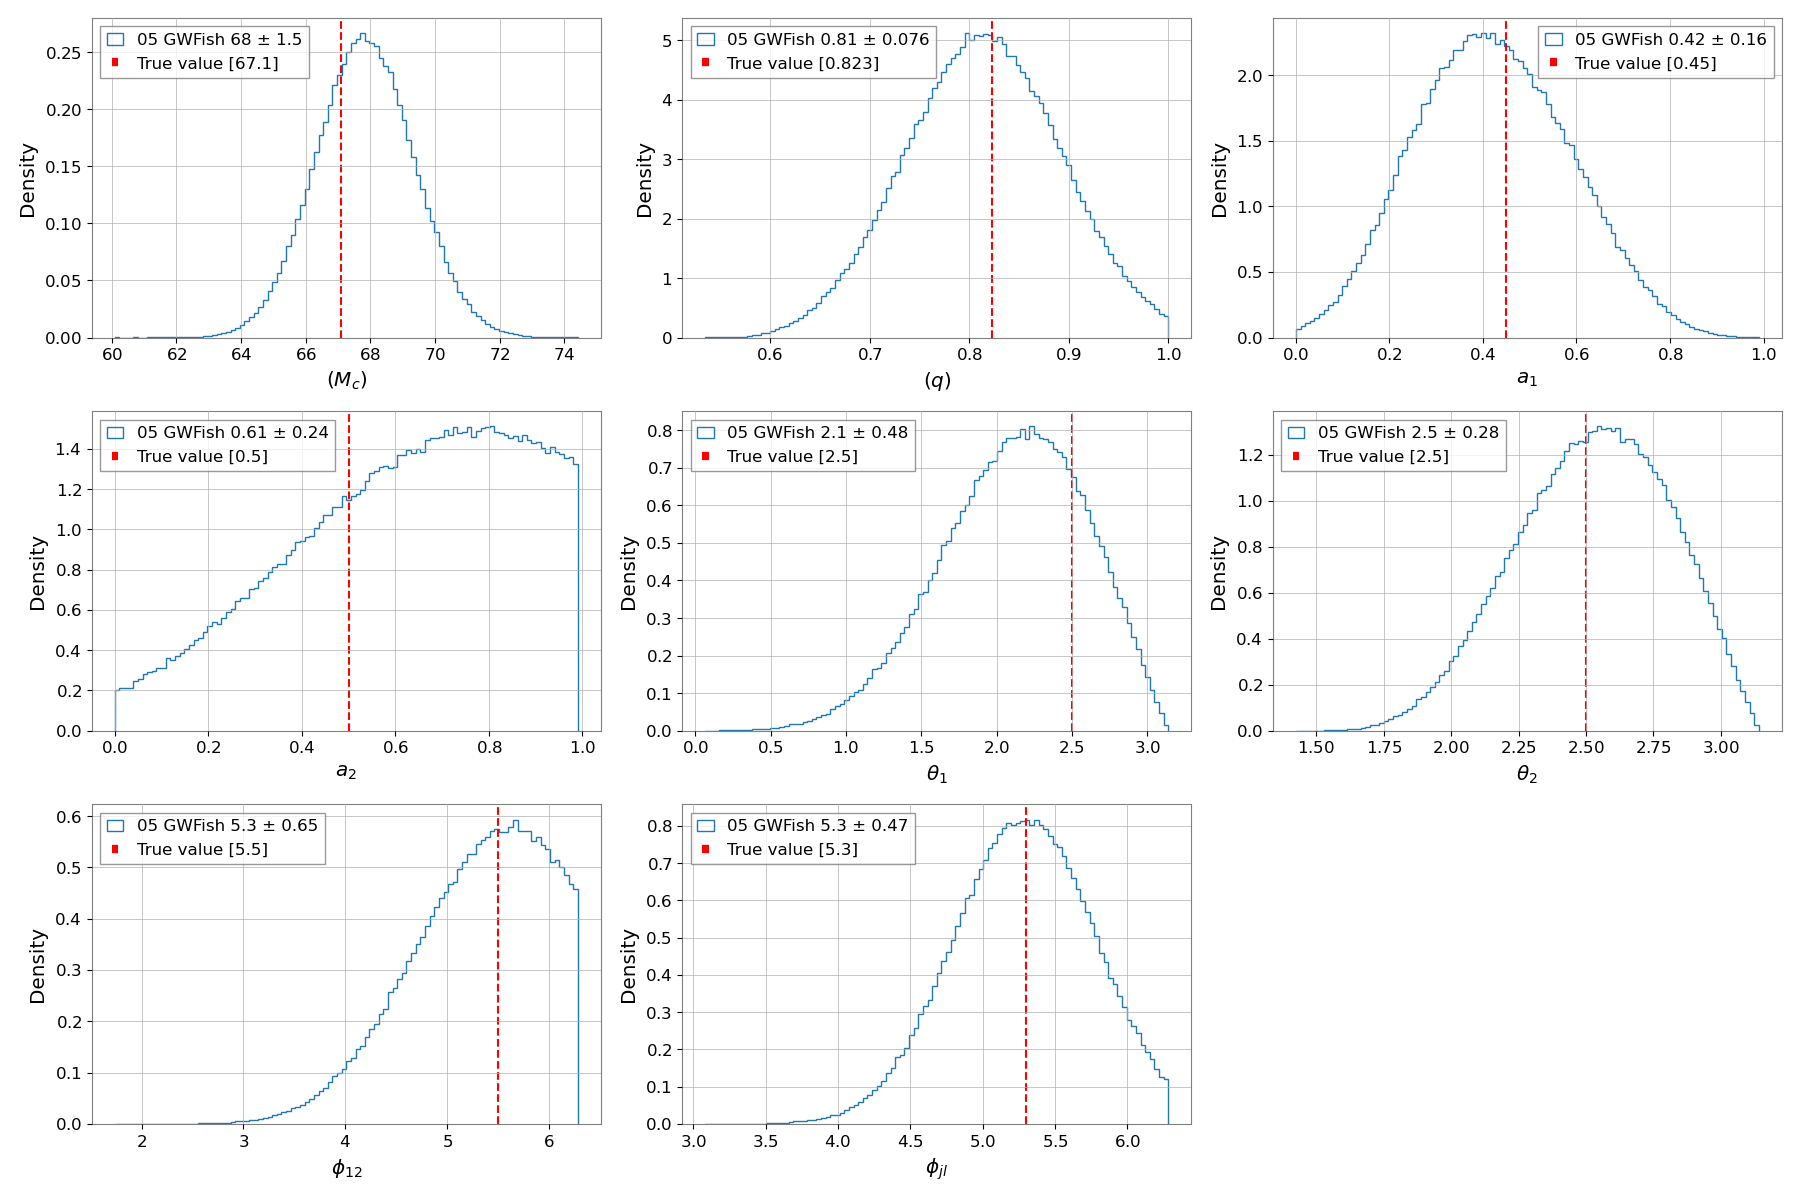 05 GWFish 68 ± 1.5
True value [67.1]
0.25
0.20
0.15
0.10
0.05
0.00
Density
60 62 64 66 68 70 72 74
(M_c)
05 GWFish 0.81 ± 0.076
True value [0.823]
5
4
3
2
1
0
Density
0.6 0.7 0.8 0.9 1.0
(q)
05 GWFish 0.42 ± 0.16
True value [0.45]
2.0
1.5
1.0
0.5
0.0
Density
0.0 0.2 0.4 0.6 0.8 1.0
a_1
05 GWFish 0.61 ± 0.24
True value [0.5]
1.4
1.2
1.0
0.8
0.6
0.4
0.2
0.0
Density
0.0 0.2 0.4 0.6 0.8 1.0
a_2
05 GWFish 2.1 ± 0.48
True value [2.5]
0.8
0.7
0.6
0.5
0.4
0.3
0.2
0.1
0.0
Density
0.0 0.5 1.0 1.5 2.0 2.5 3.0
θ_1
05 GWFish 2.5 ± 0.28
True value [2.5]
1.2
1.0
0.8
0.6
0.4
0.2
0.0
Density
1.50 1.75 2.00 2.25 2.50 2.75 3.00
θ_2
05 GWFish 5.3 ± 0.65
True value [5.5]
0.6
0.5
0.4
0.3
0.2
0.1
0.0
Density
2 3 4 5 6
ϕ_12
05 GWFish 5.3 ± 0.47
True value [5.3]
0.8
0.7
0.6
0.5
0.4
0.3
0.2
0.1
0.0
Density
3.0 3.5 4.0 4.5 5.0 5.5 6.0
ϕ_jl